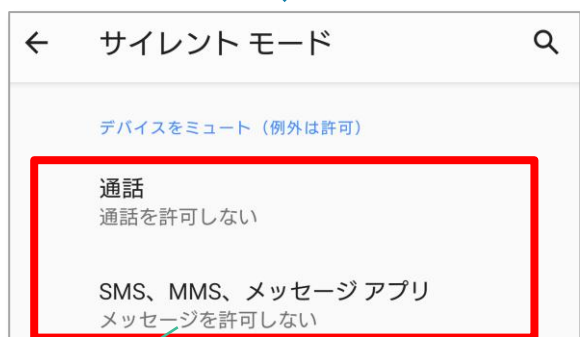 サイレント モード
デバイスをミュート（例外は許可）
通話
通話を許可しない
SMS、MMS、メッセージ アプリ
メッセージを許可しない